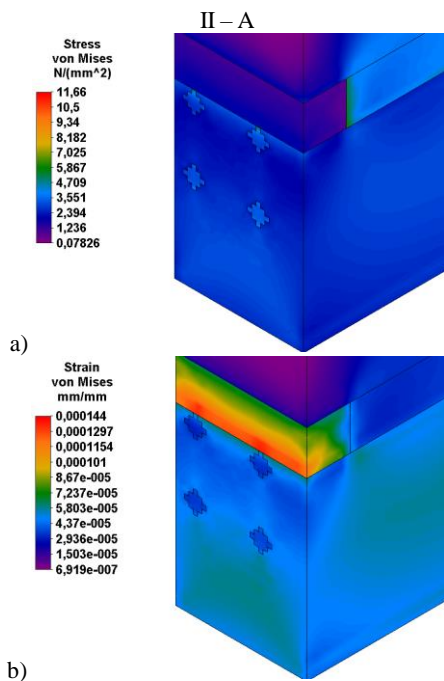 II – A
Stress
von Mises
N/(mm^2)
11,66
10,5
9,34
8,182
7,025
5,867
4,709
3,551
2,394
1,236
0,07826
a)
Strain
von Mises
mm/mm
0,000144
0,0001297
0,0001154
0,000101
8,67e-005
7,237e-005
5,803e-005
4,37e-005
2,936e-005
1,503e-005
6,919e-007
b)